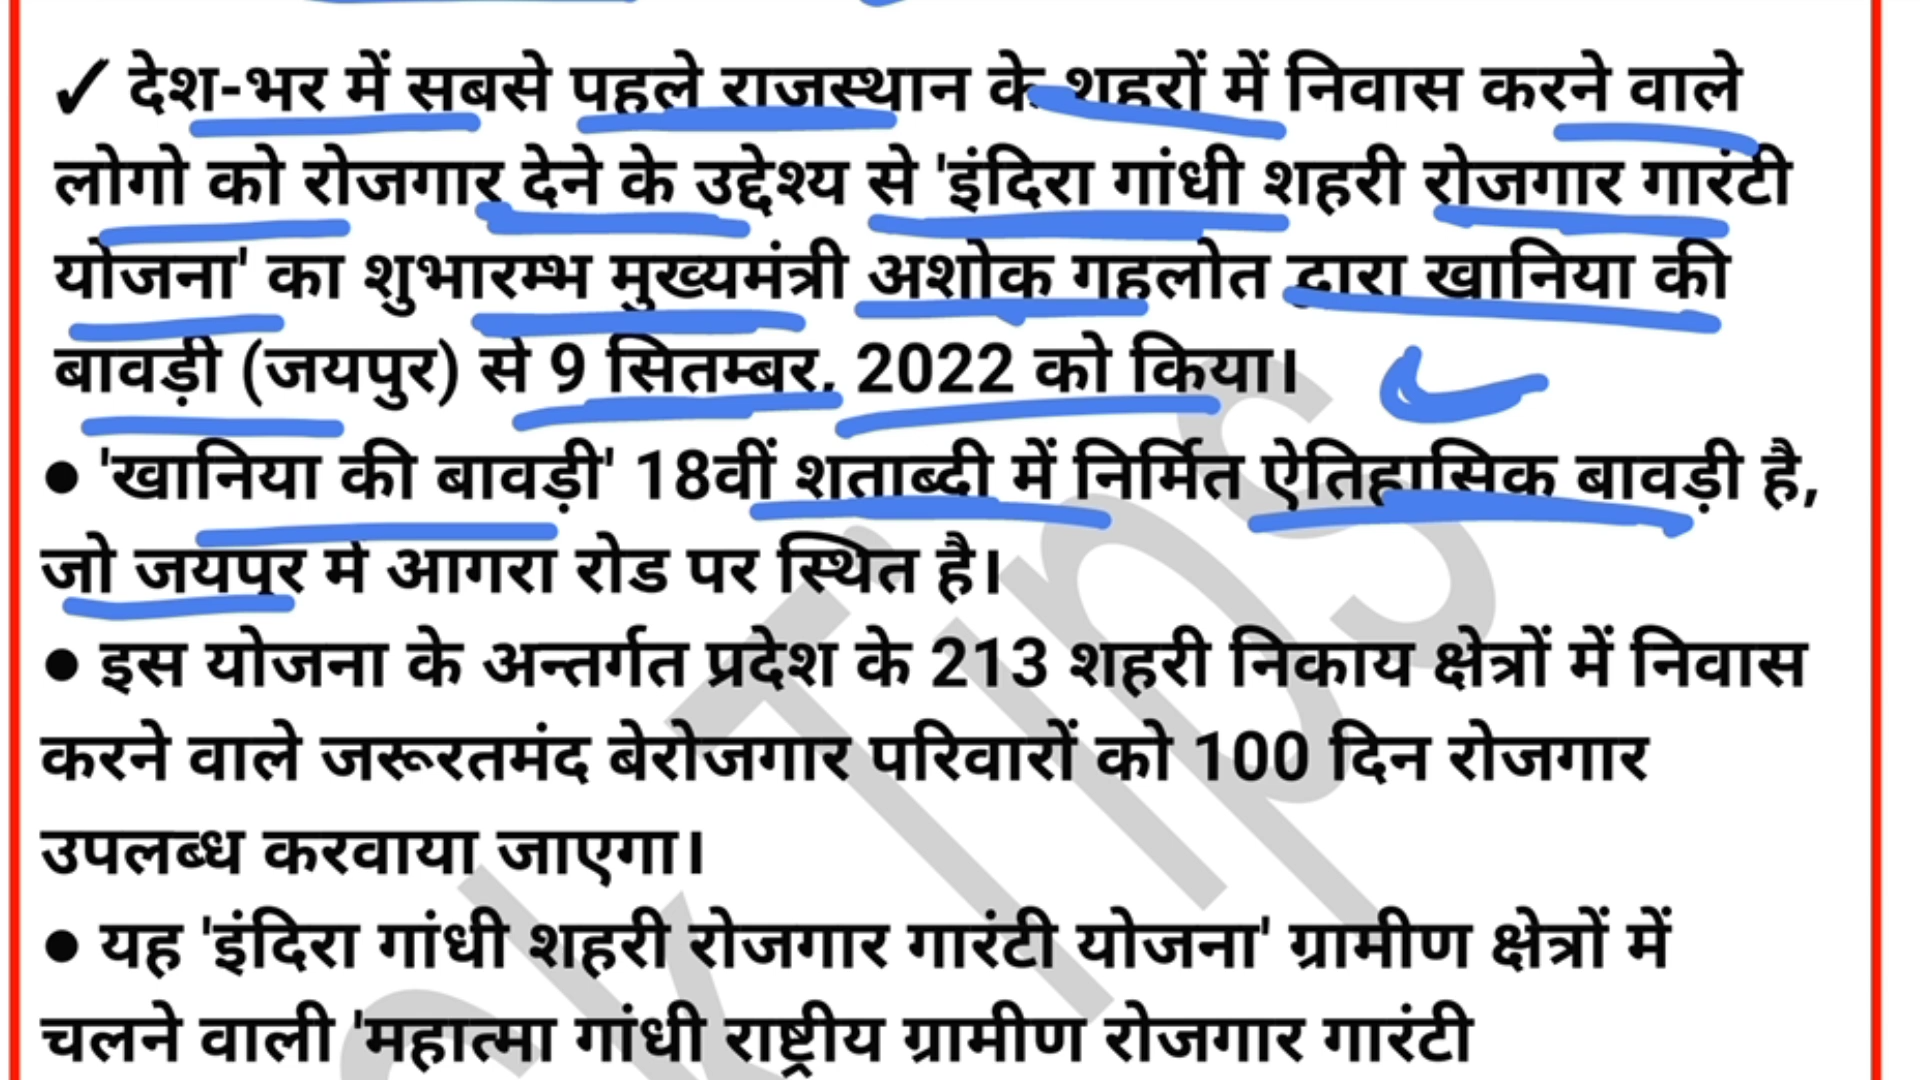 ✓ देश-भर में सबसे पहले राजस्थान के शहरों में निवास करने वाले
लोगो को रोजगार देने के उद्देश्य से 'इंदिरा गांधी शहरी रोजगार गारंटी
योजना' का शुभारम्भ मुख्यमंत्री अशोक गहलोत द्वारा खानिया की
बावड़ी (जयपुर) से 9 सितम्बर, 2022 को किया।
● 'खानिया की बावड़ी' 18वीं शताब्दी में निर्मित ऐतिहासिक बावड़ी है,
जो जयपुर में आगरा रोड पर स्थित है।
● इस योजना के अन्तर्गत प्रदेश के 213 शहरी निकाय क्षेत्रों में निवास
करने वाले जरूरतमंद बेरोजगार परिवारों को 100 दिन रोजगार
उपलब्ध करवाया जाएगा।
● यह 'इंदिरा गांधी शहरी रोजगार गारंटी योजना' ग्रामीण क्षेत्रों में
चलने वाली 'महात्मा गांधी राष्ट्रीय ग्रामीण रोजगार गारंटी
Tips